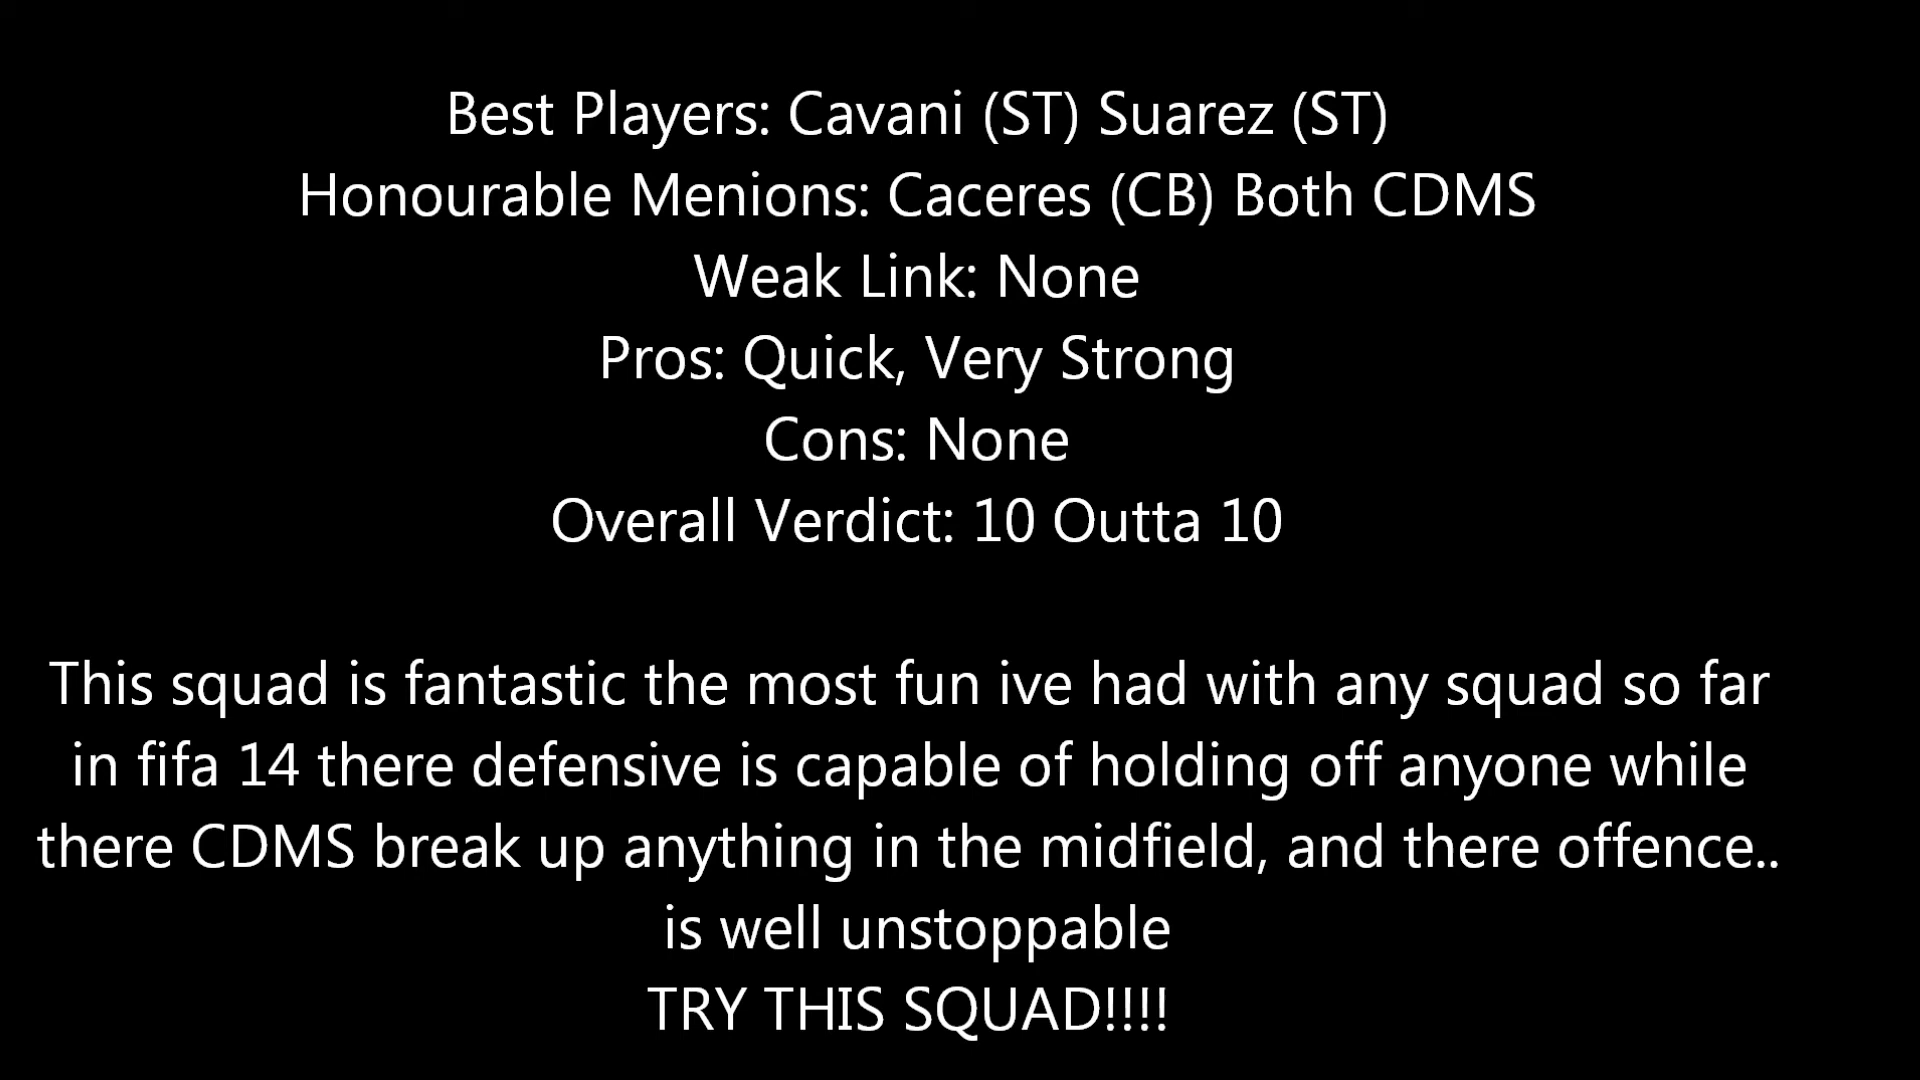 Best Players: Cavani (ST) Suarez (ST)
Honourable Menions: Caceres (CB) Both CDMS
Weak Link: None
Pros: Quick, Very Strong
Cons: None
Overall Verdict: 10 Outta 10
This squad is fantastic the most fun ive had with any squad so far
in fifa 14 there defensive is capable of holding off anyone while
there CDMS break up anything in the midfield, and there offence..
is well unstoppable
TRY THIS SQUAD!!!!